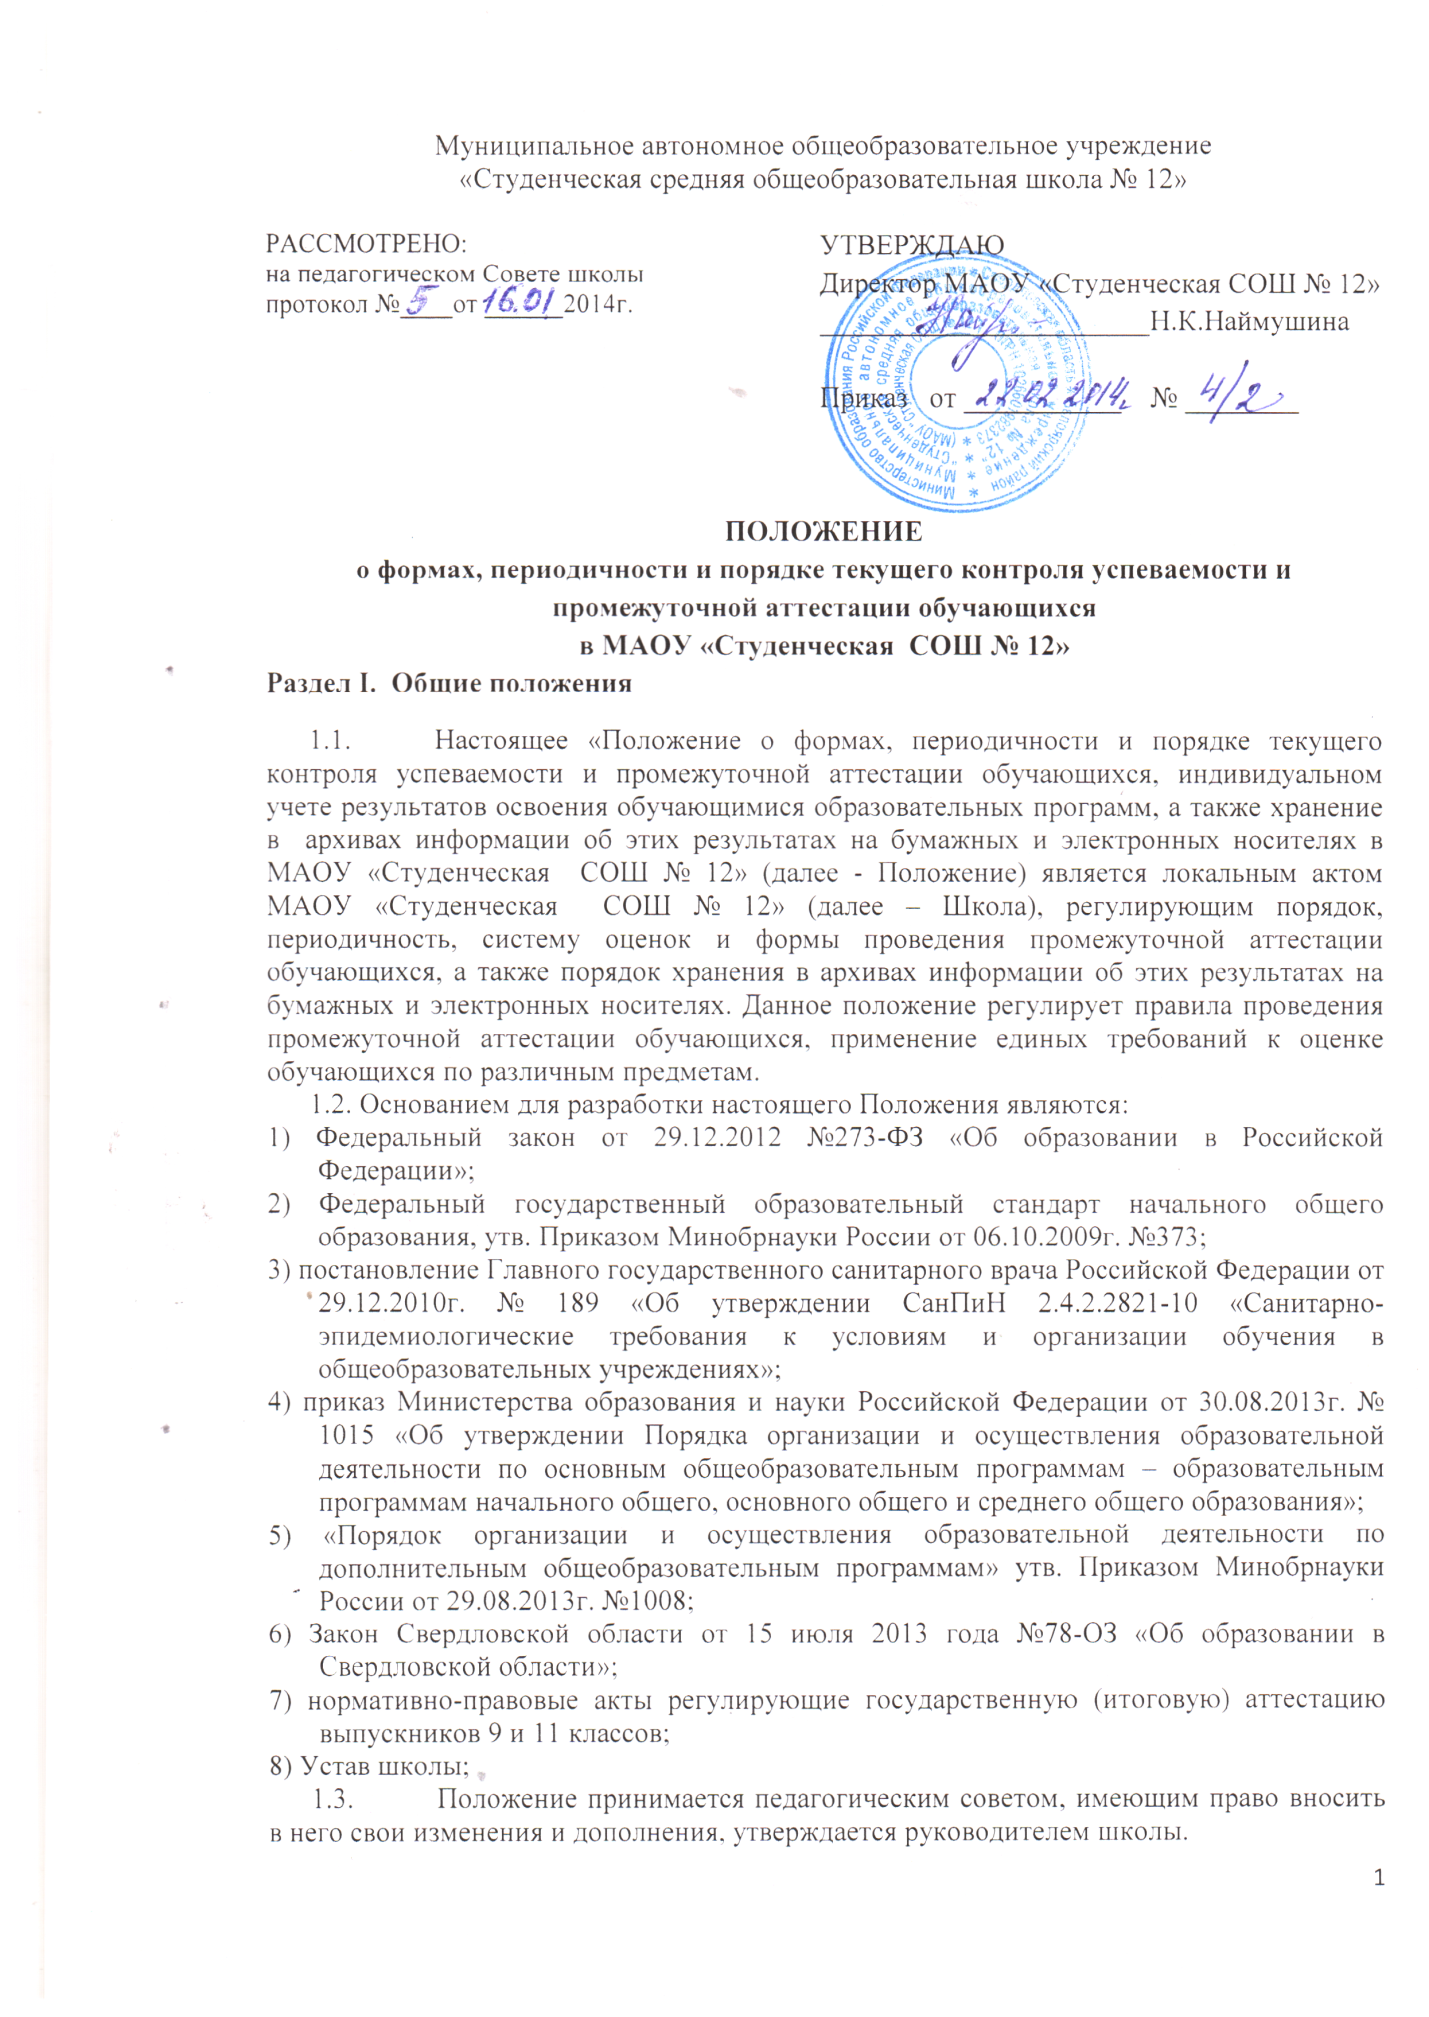 Муниципальное автономное общеобразовательное учреждение
«Студенческая средняя общеобразовательная школа № 12»
РАССМОТРЕНО:
на педагогическом Совете школы
протокол № 5 от 16.01 2014г.
УТВЕРЖДАЮ
Директор МАОУ «Студенческая СОШ № 12»
Н.К.Наймушина
Приказ от 22 02 2014г. № 4/2
ПОЛОЖЕНИЕ
о формах, периодичности и порядке текущего контроля успеваемости и
промежуточной аттестации обучающихся
в МАОУ «Студенческая СОШ № 12»
Раздел I. Общие положения
1.1. Настоящее «Положение о формах, периодичности и порядке текущего
контроля успеваемости и промежуточной аттестации обучающихся, индивидуальном
учете результатов освоения обучающимися образовательных программ, а также хранение
в архивах информации об этих результатах на бумажных и электронных носителях в
МАОУ «Студенческая СОШ № 12» (далее - Положение) является локальным актом
МАОУ «Студенческая СОШ № 12» (далее – Школа), регулирующим порядок,
периодичность, систему оценок и формы проведения промежуточной аттестации
обучающихся, а также порядок хранения в архивах информации об этих результатах на
бумажных и электронных носителях. Данное положение регулирует правила проведения
промежуточной аттестации обучающихся, применение единых требований к оценке
обучающихся по различным предметам.
1.2. Основанием для разработки настоящего Положения являются:
1) Федеральный закон от 29.12.2012 №273-ФЗ «Об образовании в Российской
Федерации»;
2) Федеральный государственный образовательный стандарт начального общего
образования, утв. Приказом Минобрнауки России от 06.10.2009г. №373;
3) постановление Главного государственного санитарного врача Российской Федерации от
29.12.2010г. № 189 «Об утверждении СанПиН 2.4.2.2821-10 «Санитарно-
эпидемиологические требования к условиям и организации обучения в
общеобразовательных учреждениях»;
4) приказ Министерства образования и науки Российской Федерации от 30.08.2013г. №
1015 «Об утверждении Порядка организации и осуществления образовательной
деятельности по основным общеобразовательным программам – образовательным
программам начального общего, основного общего и среднего общего образования»;
5) «Порядок организации и осуществления образовательной деятельности по
дополнительным общеобразовательным программам» утв. Приказом Минобрнауки
России от 29.08.2013г. №1008;
6) Закон Свердловской области от 15 июля 2013 года №78-ОЗ «Об образовании в
Свердловской области»;
7) нормативно-правовые акты регулирующие государственную (итоговую) аттестацию
выпускников 9 и 11 классов;
8) Устав школы;
1.3. Положение принимается педагогическим советом, имеющим право вносить
в него свои изменения и дополнения, утверждается руководителем школы.
1